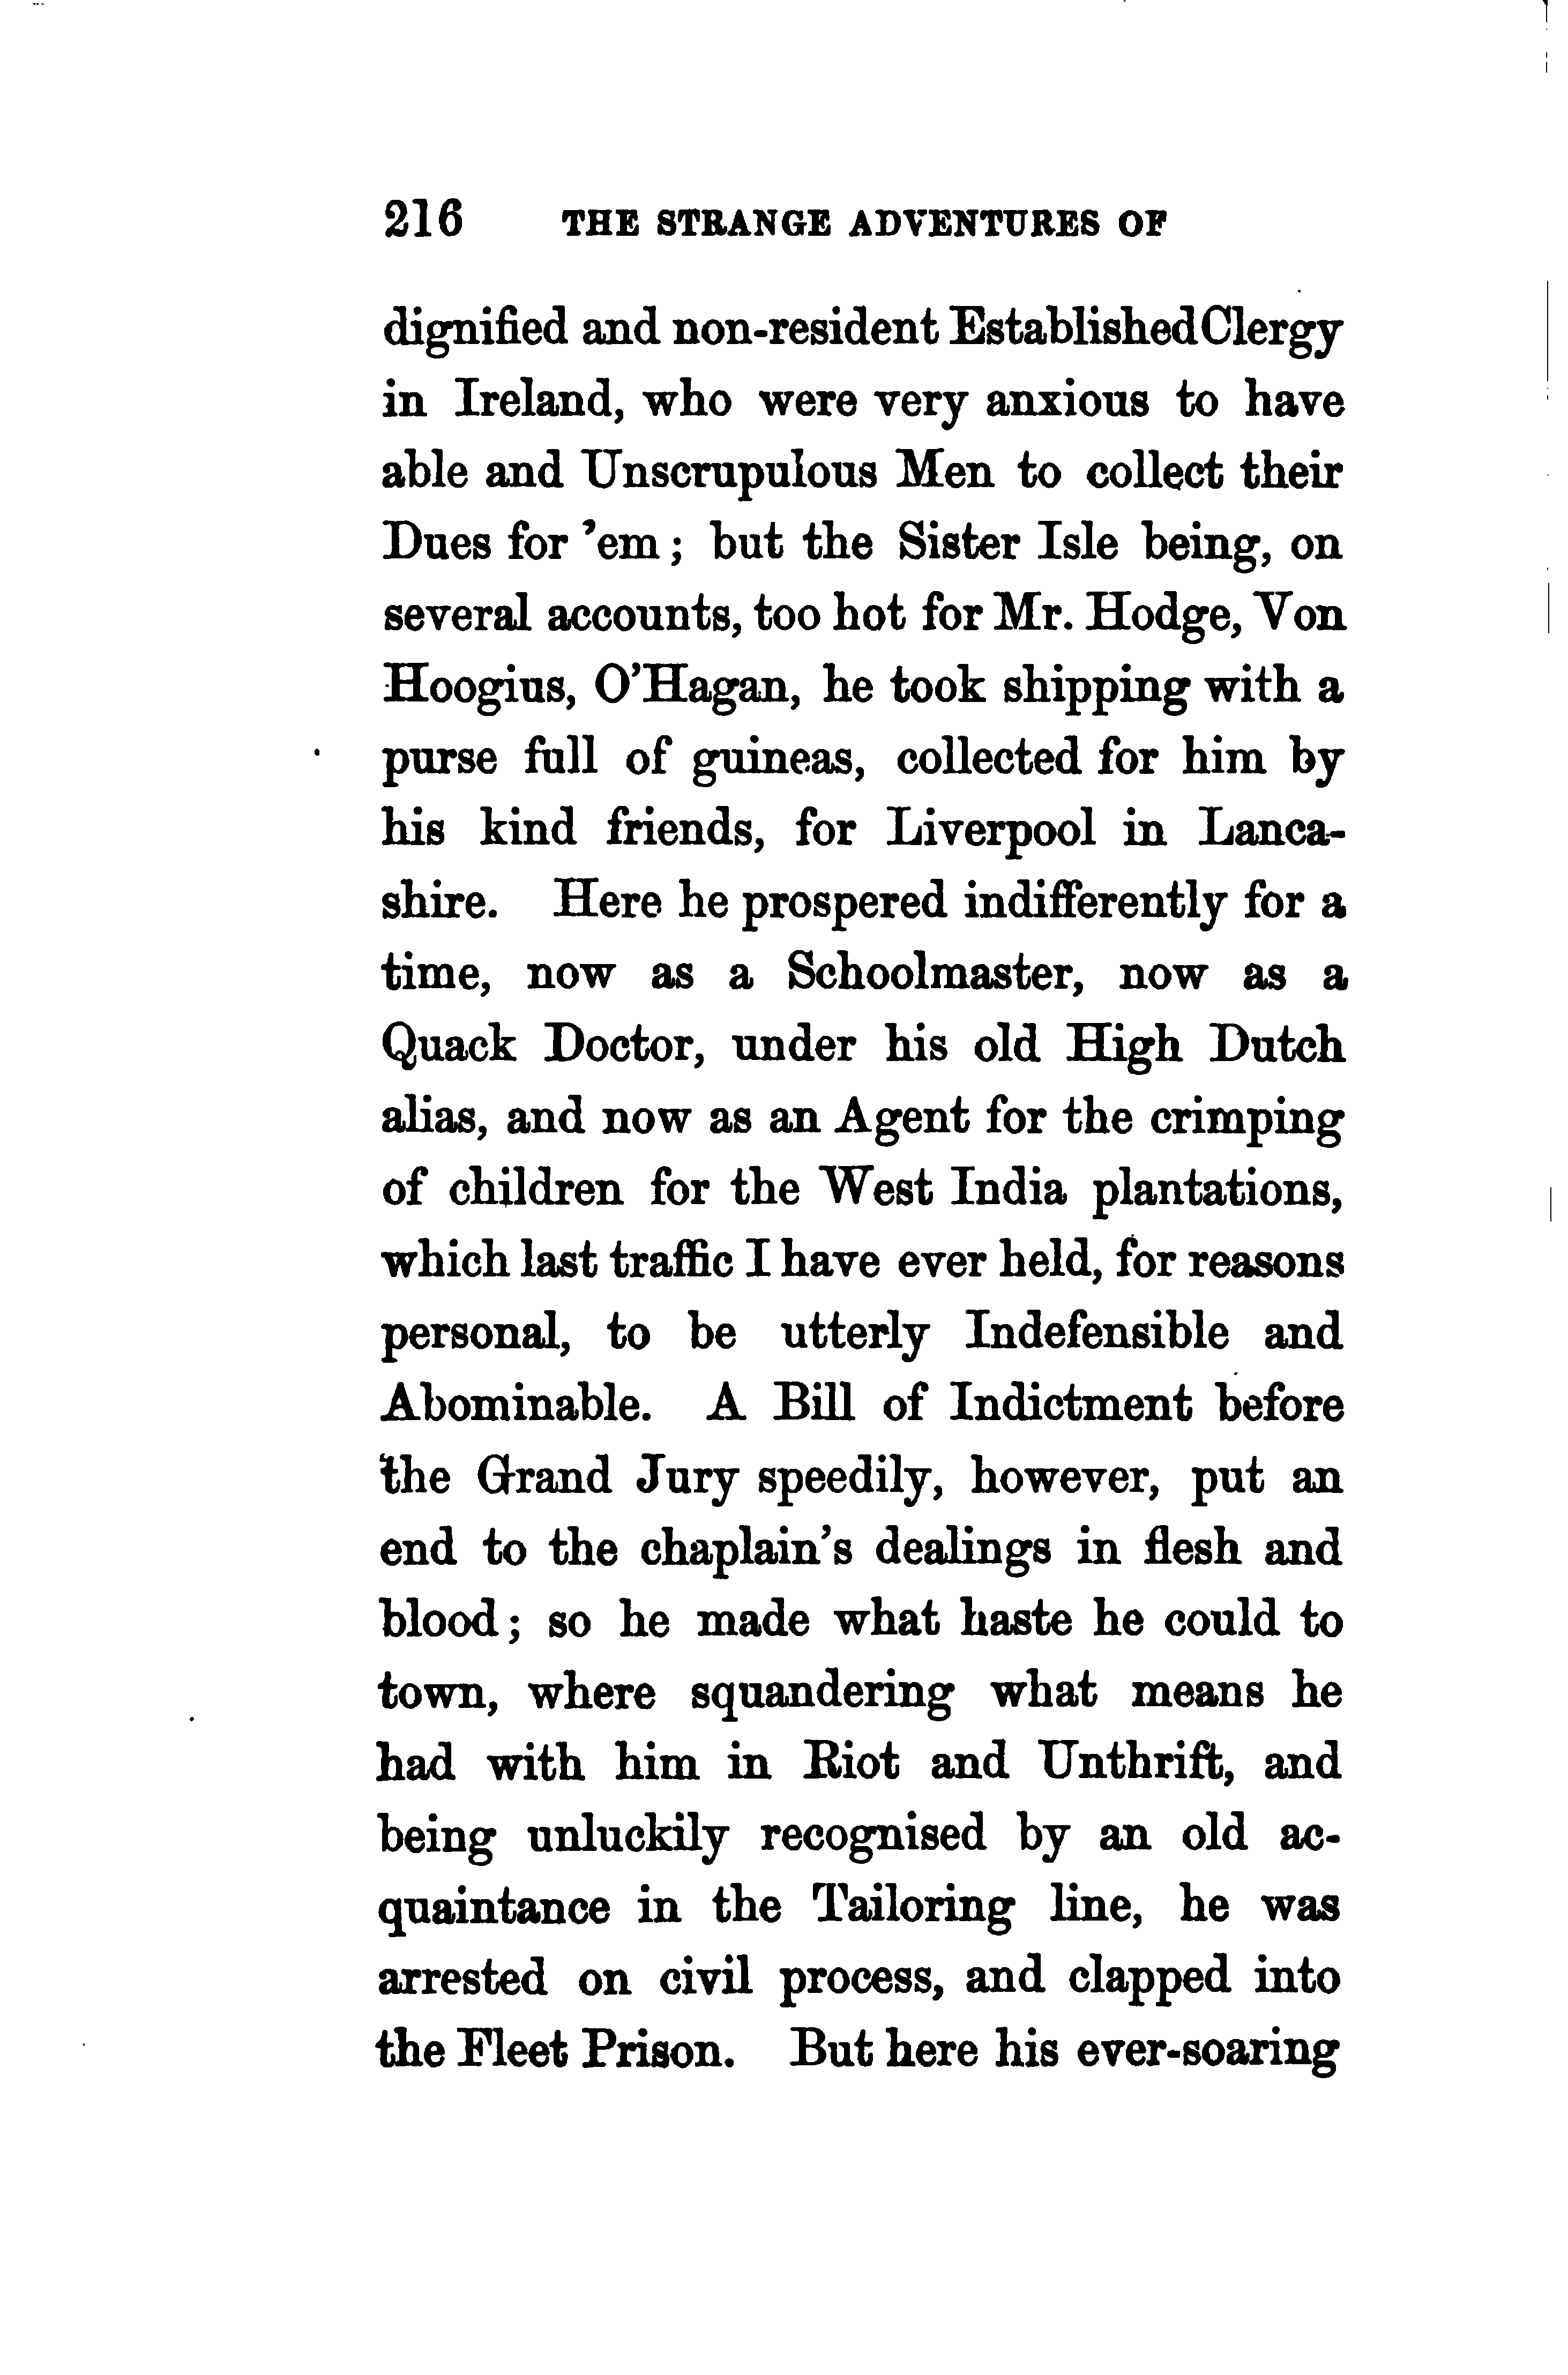 216 THE STRANGE ADVENTURES OF
dignified and non-resident Established Clergy
in Ireland, who were very anxious to have
able and Unscrupulous Men to collect their
Dues for 'em; but the Sister Isle being, on
several accounts, too hot for Mr. Hodge, Von
Hoogius, O'Hagan, he took shipping with a
purse full of guineas, collected for him by
his kind friends, for Liverpool in Lanca-
shire. Here he prospered indifferently for a
time, now as a Schoolmaster, now as a
Quack Doctor, under his old High Dutch
alias, and now as an Agent for the crimping
of children for the West India plantations,
which last traffic I have ever held, for reasons
personal, to be utterly Indefensible and
Abominable. A Bill of Indictment before
the Grand Jury speedily, however, put an
end to the chaplain's dealings in flesh and
blood; so he made what haste he could to
town, where squandering what means he
had with him in Riot and Unthrift, and
being unluckily recognised by an old ac-
quaintance in the Tailoring line, he was
arrested on civil process, and clapped into
the Fleet Prison. But here his ever-soaring